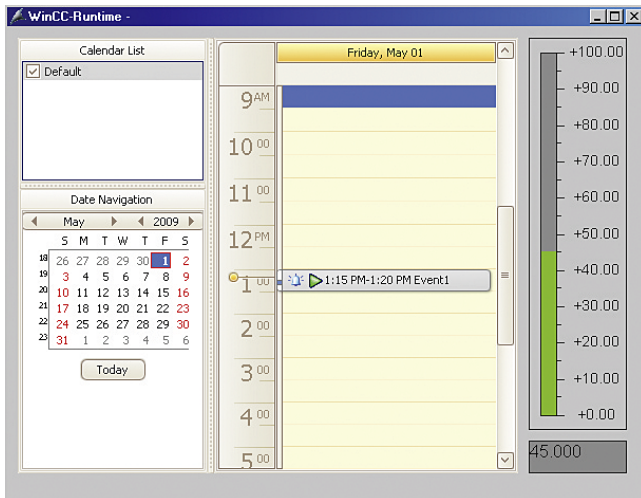 WinCC-Runtime -
Calendar List
Default
Date Navigation
May 2009
S M T W T F S
18 26 27 28 29 30 1 2
19 3 4 5 6 7 8 9
20 10 11 12 13 14 15 16
21 17 18 19 20 21 22 23
22 24 25 26 27 28 29 30
23 31 1 2 3 4 5 6
Today
Friday, May 01
9 AM
10 00
11 00
12 PM
1 00
1:15 PM-1:20 PM Event1
2 00
3 00
4 00
5 00
+100.00
+90.00
+80.00
+70.00
+60.00
+50.00
+40.00
+30.00
+20.00
+10.00
+0.00
45.000